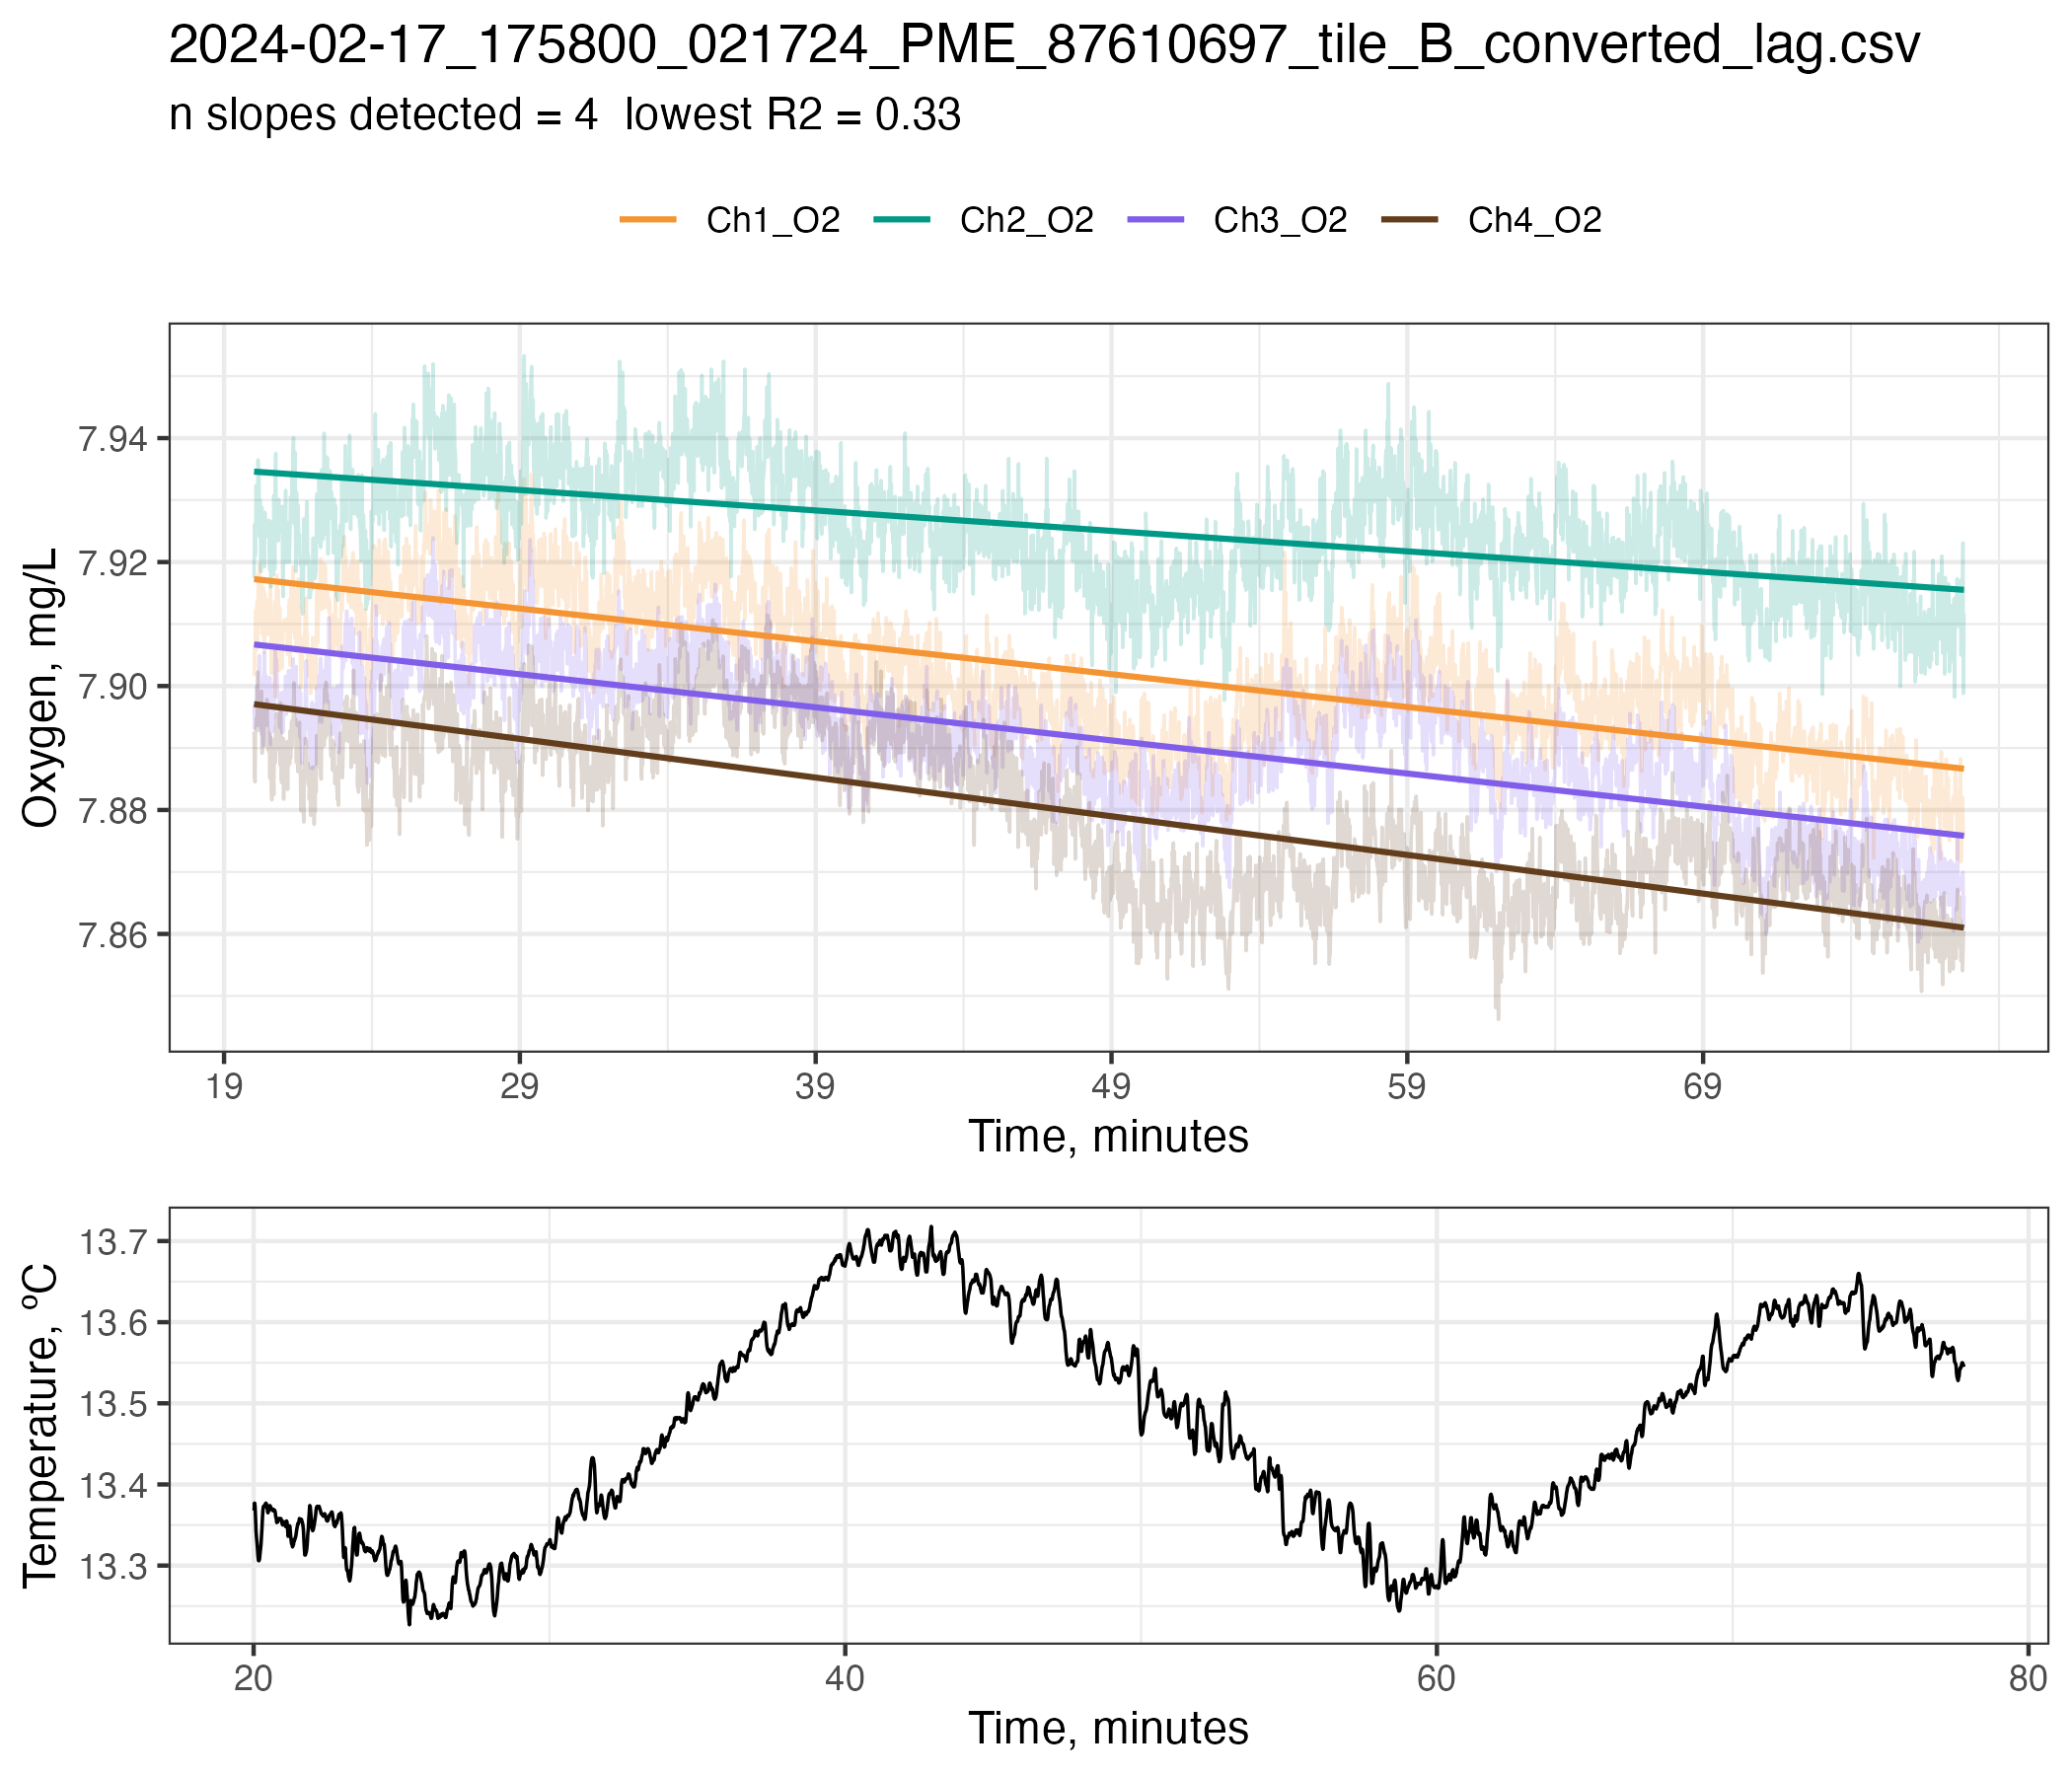 2024-02-17_175800_021724_PME_87610697_tile_B_converted_lag.csv
n slopes detected = 4  lowest R2 = 0.33
Ch1_O2 Ch2_O2 Ch3_O2 Ch4_O2
Oxygen, mg/L
7.94
7.92
7.90
7.88
7.86
19 29 39 49 59 69
Time, minutes
Temperature, ºC
13.7
13.6
13.5
13.4
13.3
20 40 60 80
Time, minutes